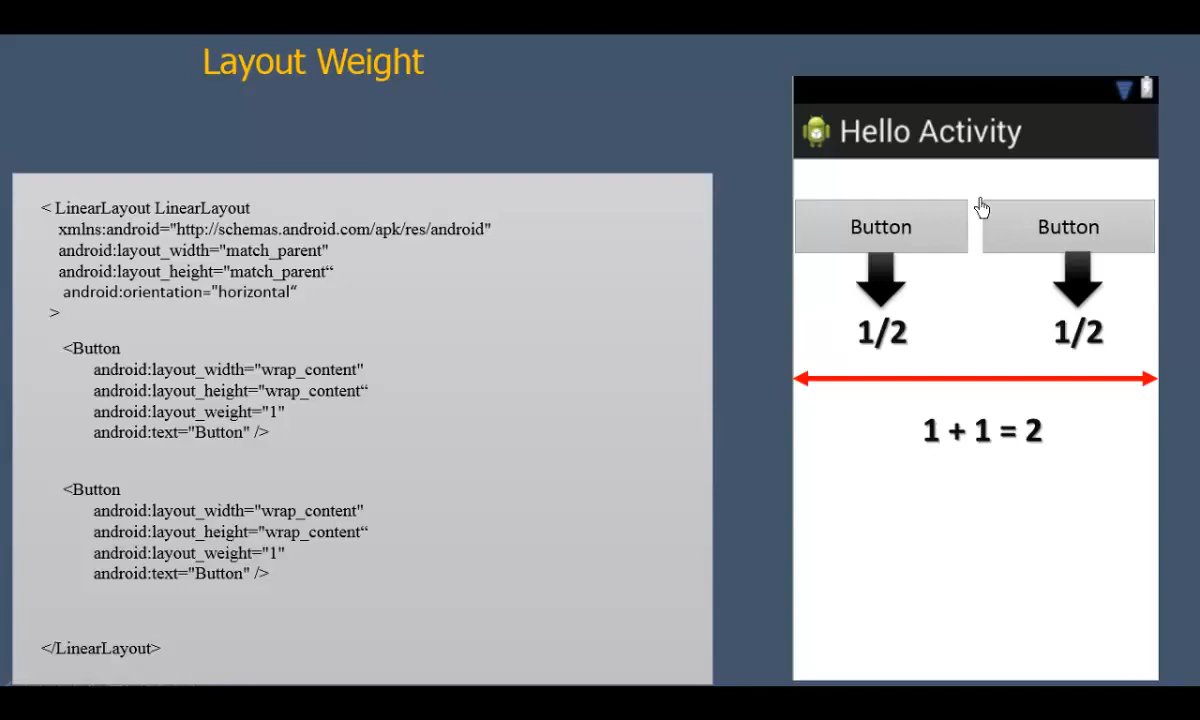 Layout Weight
< LinearLayout LinearLayout
xmlns:android="http://schemas.android.com/apk/res/android"
android:layout_width="match_parent"
android:layout_height="match_parent“
android:orientation="horizontal“
>
<Button
android:layout_width="wrap_content"
android:layout_height="wrap_content“
android:layout_weight="1"
android:text="Button" />
<Button
android:layout_width="wrap_content"
android:layout_height="wrap_content“
android:layout_weight="1"
android:text="Button" />
</LinearLayout>
Hello Activity
Button Button
1/2 1/2
1 + 1 = 2